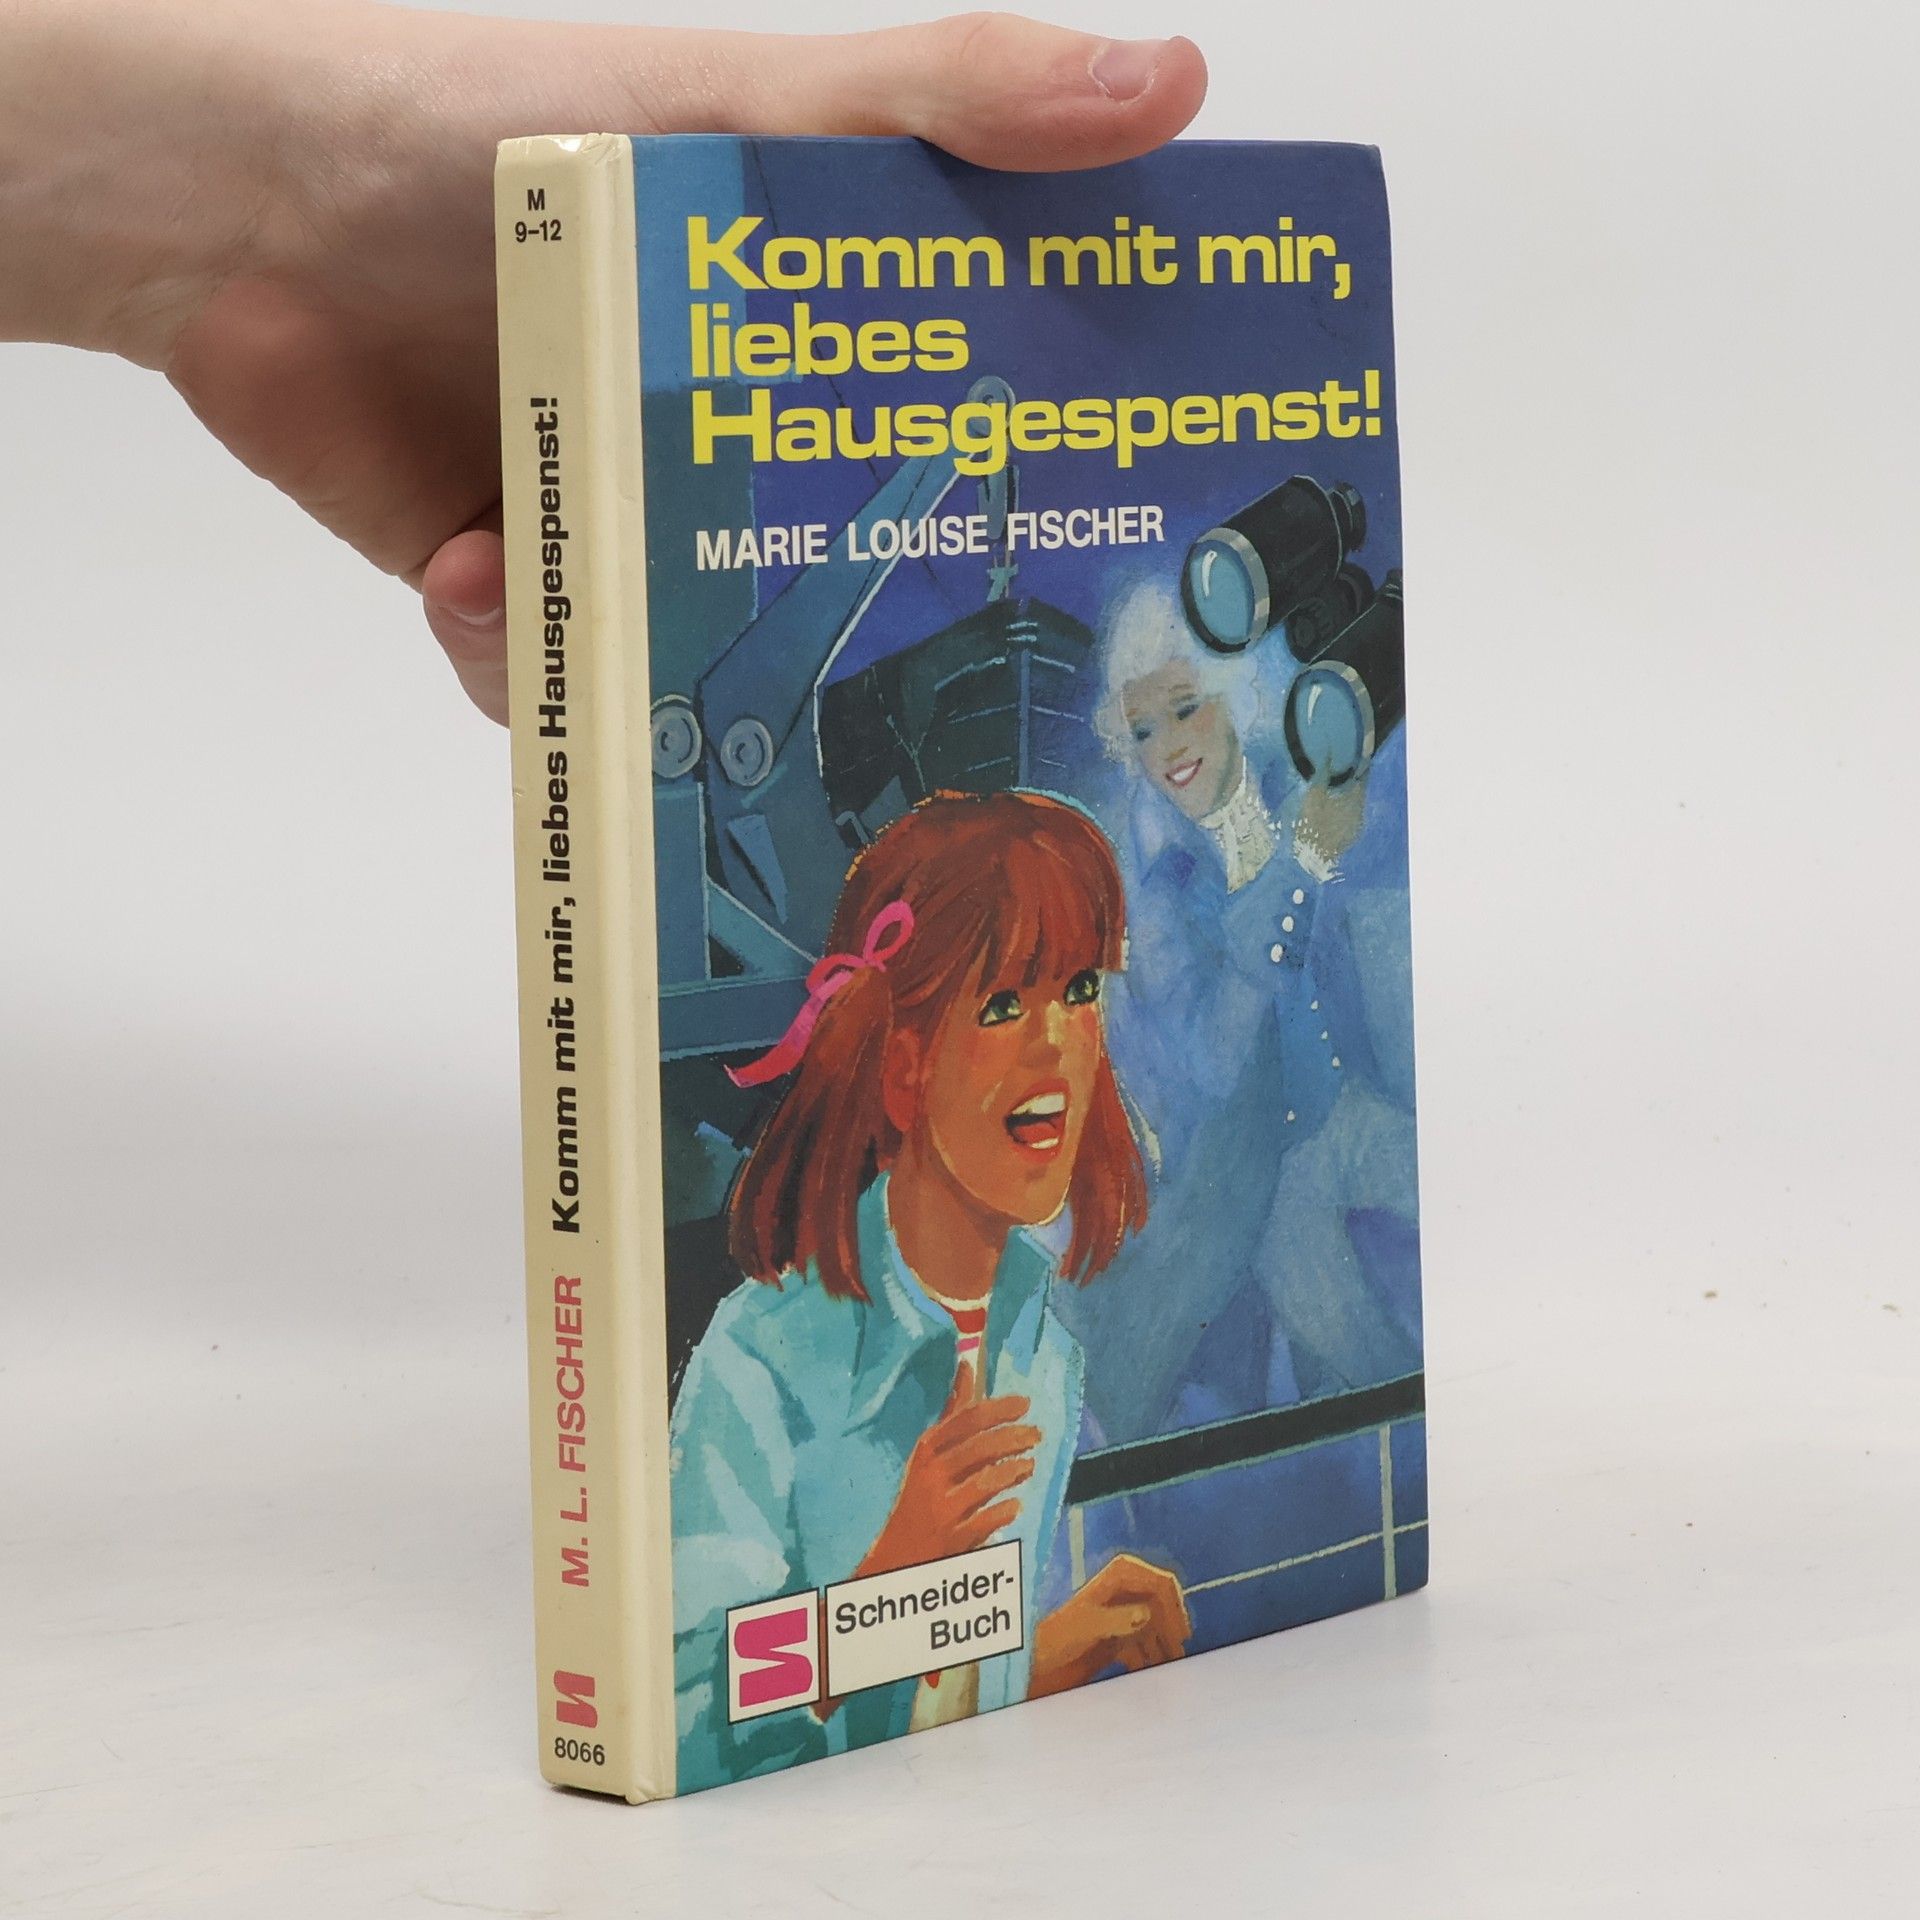 M
9-12
Komm mit mir, liebes Hausgespenst!
M. L. FISCHER
8066
Komm mit mir,
liebes
Hausgespenst!
MARIE LOUISE FISCHER
Schneider-
Buch